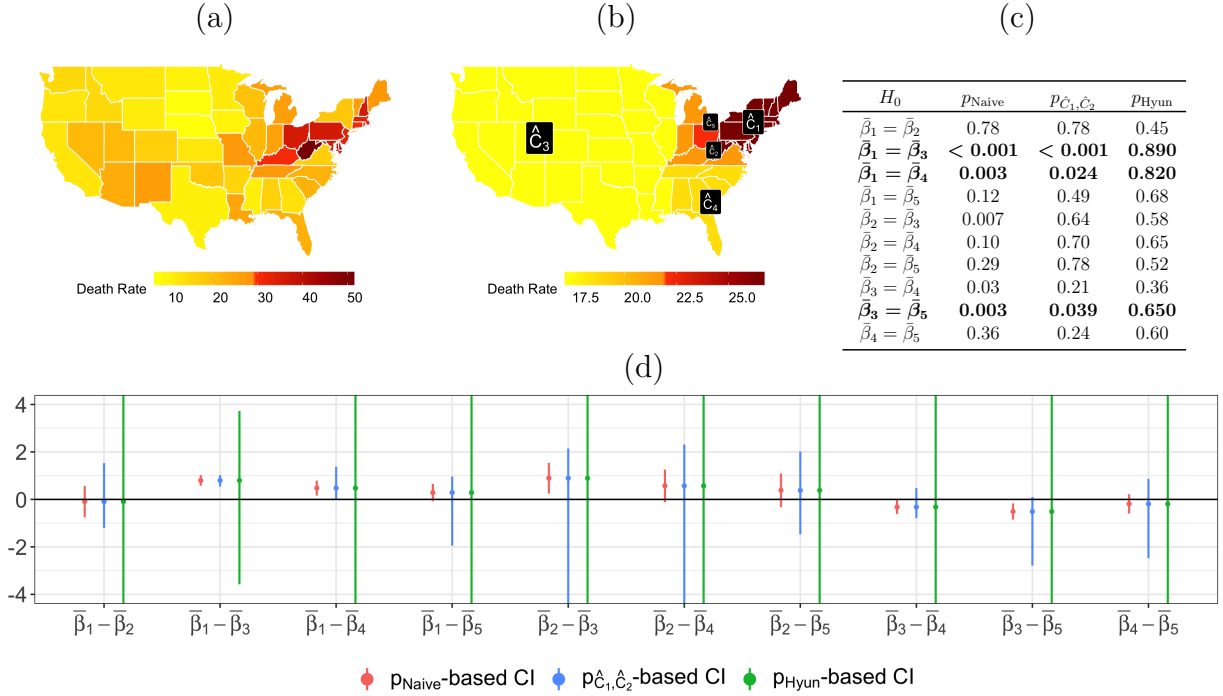 (a)
(b)
(c)
Ĉ₃
Ĉ₅
Ĉ₁
Ĉ₂
Ĉ₄
Death Rate 10 20 30 40 50
Death Rate 17.5 20.0 22.5 25.0
H₀ p_Naive p_Ĉ₁,Ĉ₂ p_Hyun
β̄₁ = β̄₂ 0.78 0.78 0.45
β̄₁ = β̄₃ < 0.001 < 0.001 0.890
β̄₁ = β̄₄ 0.003 0.024 0.820
β̄₁ = β̄₅ 0.12 0.49 0.68
β̄₂ = β̄₃ 0.007 0.64 0.58
β̄₂ = β̄₄ 0.10 0.70 0.65
β̄₂ = β̄₅ 0.29 0.78 0.52
β̄₃ = β̄₄ 0.03 0.21 0.36
β̄₃ = β̄₅ 0.003 0.039 0.650
β̄₄ = β̄₅ 0.36 0.24 0.60
(d)
4
2
0
-2
-4
β̄₁ − β̄₂ β̄₁ − β̄₃ β̄₁ − β̄₄ β̄₁ − β̄₅ β̄₂ − β̄₃ β̄₂ − β̄₄ β̄₂ − β̄₅ β̄₃ − β̄₄ β̄₃ − β̄₅ β̄₄ − β̄₅
p_Naive-based CI p_Ĉ₁,Ĉ₂-based CI p_Hyun-based CI